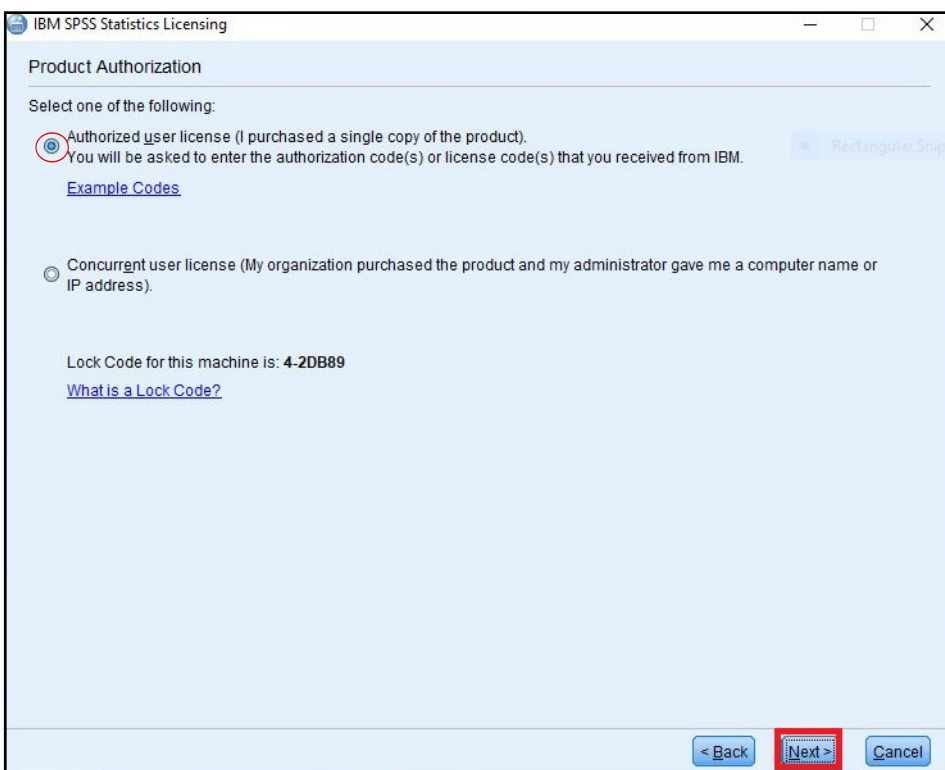 IBM SPSS Statistics Licensing
Product Authorization
Select one of the following:
Authorized user license (I purchased a single copy of the product).
You will be asked to enter the authorization code(s) or license code(s) that you received from IBM.
Rectangular Snip
Example Codes
Concurrent user license (My organization purchased the product and my administrator gave me a computer name or
IP address).
Lock Code for this machine is: 4-2DB89
What is a Lock Code?
< Back Next > Cancel